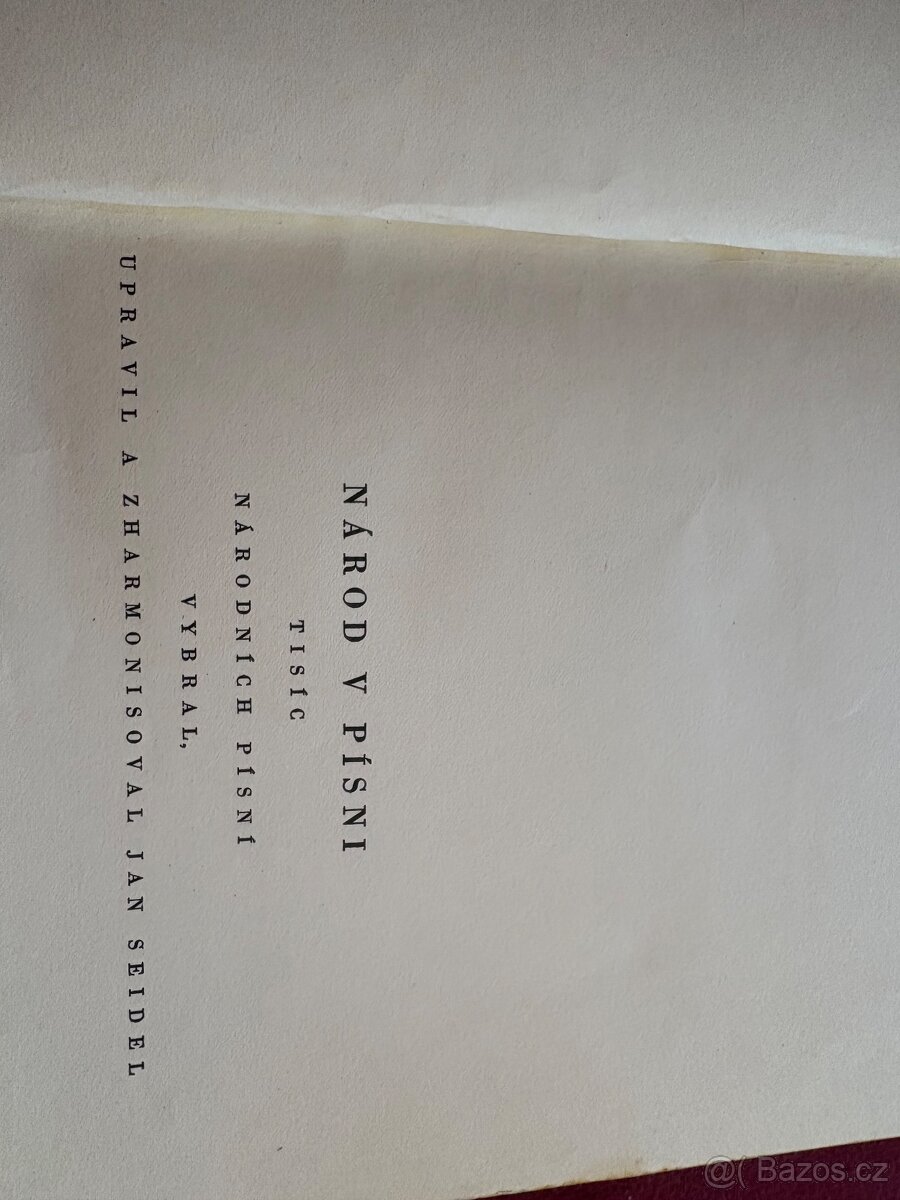 NÁROD V PÍSNI
TISÍC
NÁRODNÍCH PÍSNÍ
VYBRAL,
UPRAVIL A ZHARMONISOVAL JAN SEIDEL
@( Bazos.cz